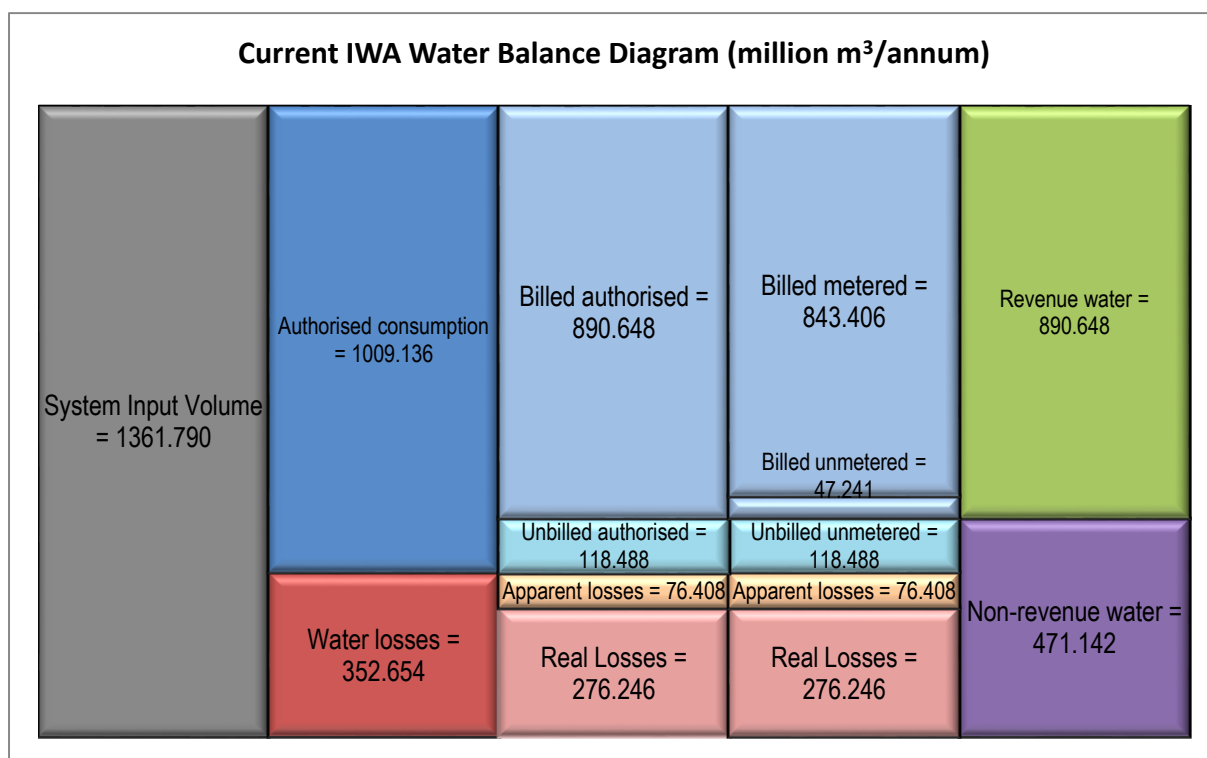 Current IWA Water Balance Diagram (million m³/annum)
System Input Volume
= 1361.790
Authorised consumption
= 1009.136
Water losses =
352.654
Billed authorised =
890.648
Unbilled authorised =
118.488
Apparent losses = 76.408
Real Losses =
276.246
Billed metered =
843.406
Billed unmetered =
47.241
Unbilled unmetered =
118.488
Apparent losses = 76.408
Real Losses =
276.246
Revenue water =
890.648
Non-revenue water =
471.142